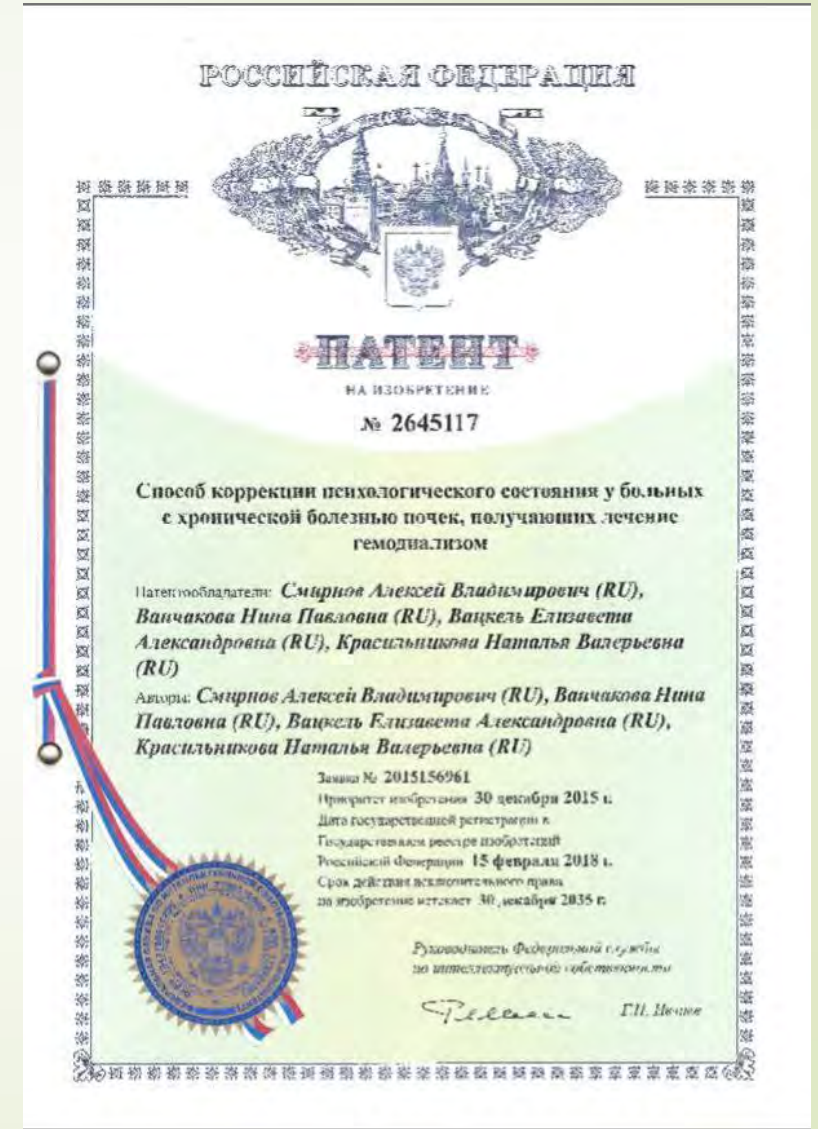 РОССИЙСКАЯ ФЕДЕРАЦИЯ
ПАТЕНТ
НА ИЗОБРЕТЕНИЕ
№ 2645117
Способ коррекции психологического состояния у больных
с хронической болезнью почек, получающих лечение
гемодиализом
Патентообладатели: Смирнов Алексей Владимирович (RU),
Ванчакова Нина Павловна (RU), Вацкель Елизавета
Александровна (RU), Красильникова Наталья Валерьевна
(RU)
Авторы: Смирнов Алексей Владимирович (RU), Ванчакова Нина
Павловна (RU), Вацкель Елизавета Александровна (RU),
Красильникова Наталья Валерьевна (RU)
Заявка № 2015156961
Приоритет изобретения 30 декабря 2015 г.
Дата государственной регистрации в
Государственном реестре изобретений
Российской Федерации 15 февраля 2018 г.
Срок действия исключительного права
на изобретение истекает 30 декабря 2035 г.
Руководитель Федеральной службы
по интеллектуальной собственности
Г.П. Ивлиев